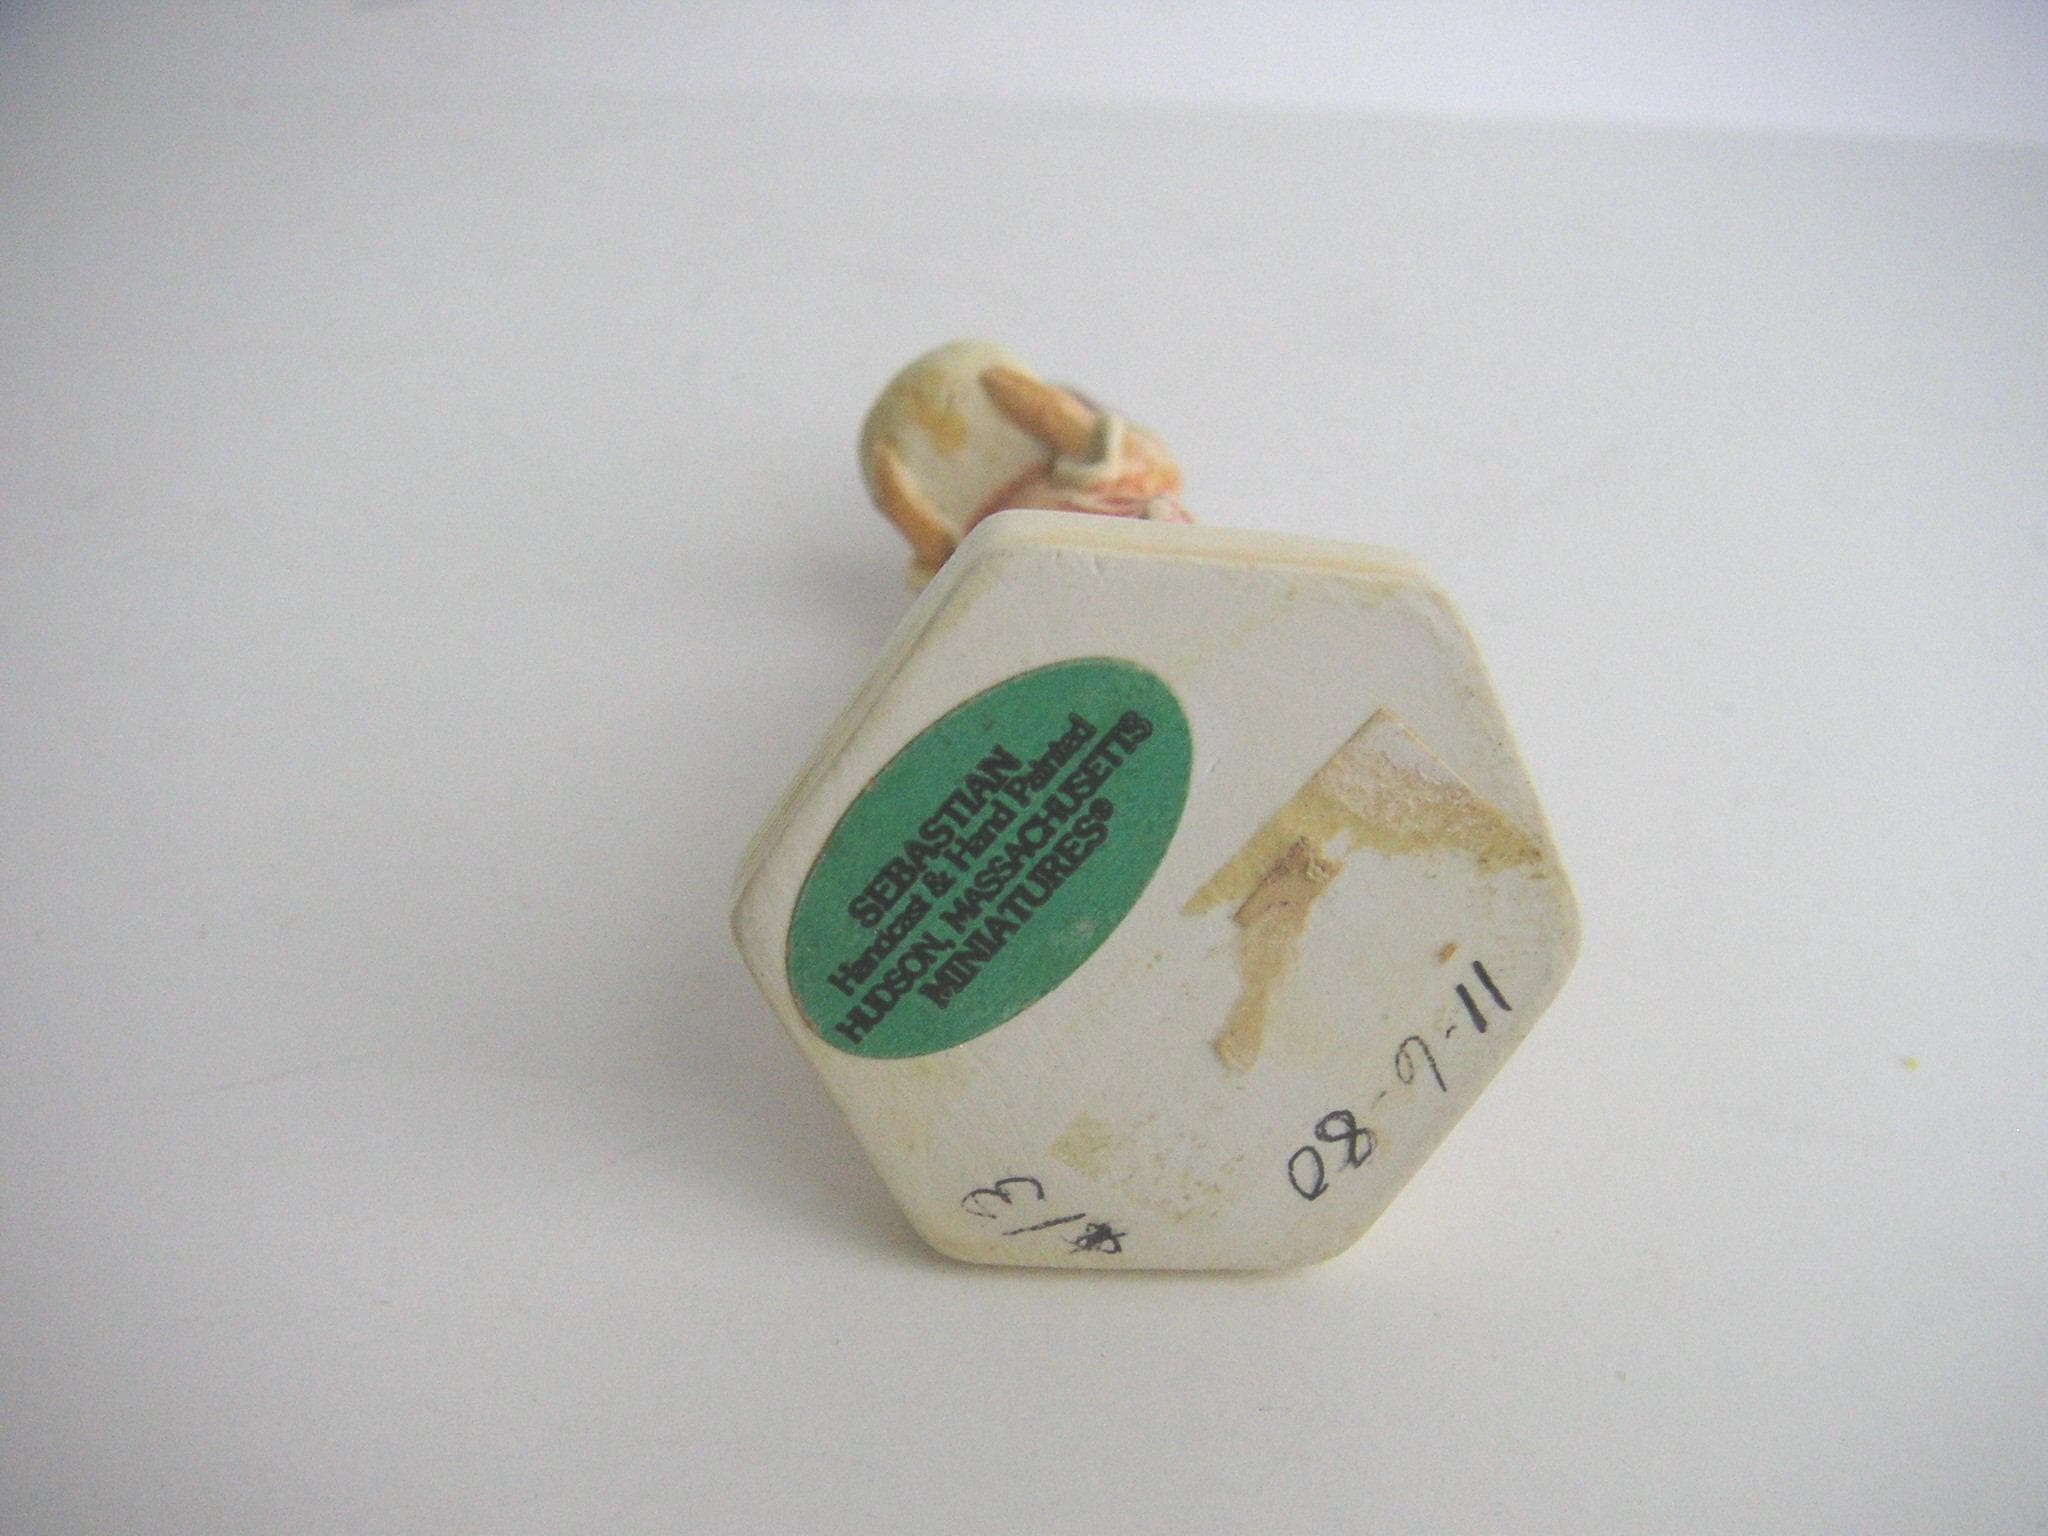 SEBASTIAN
Handcast & Hand Painted
HUDSON, MASSACHUSETTS
MINIATURES®
11-6-80
#13